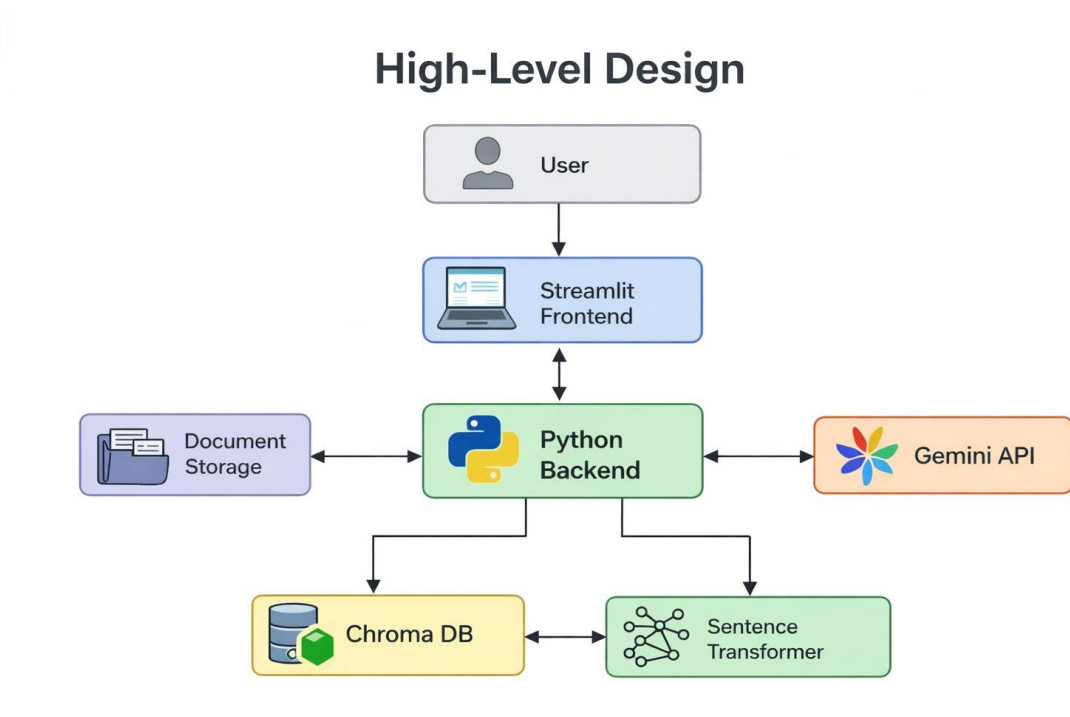 High-Level Design
User
Streamlit
Frontend
Document
Storage
Python
Backend
Gemini API
Chroma DB
Sentence
Transformer